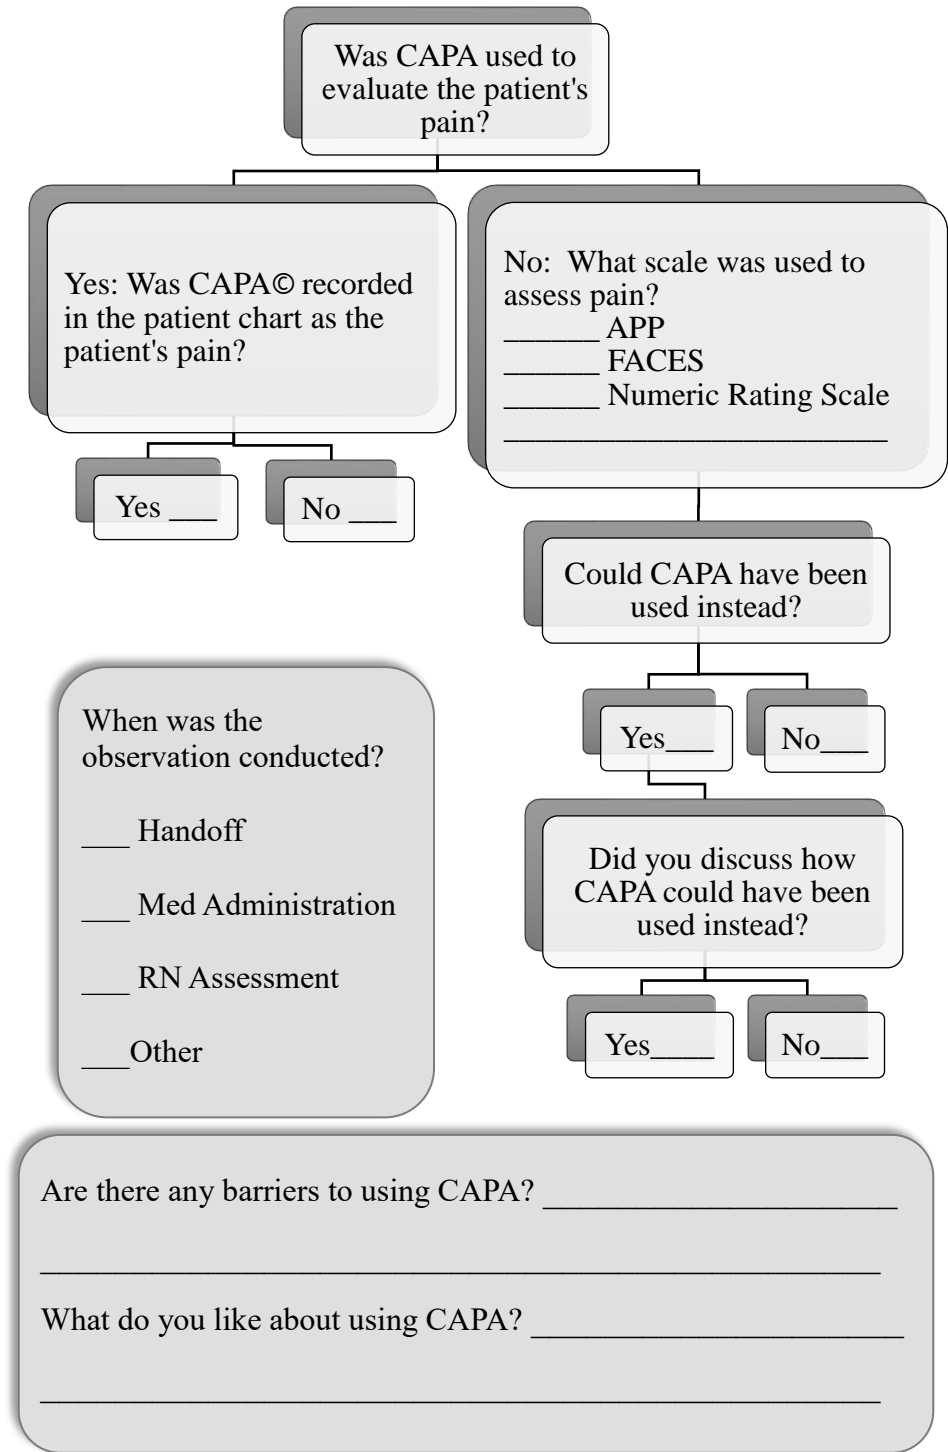 Was CAPA used to
evaluate the patient's
pain?
Yes: Was CAPA© recorded
in the patient chart as the
patient's pain?
Yes ___
No ___
No:  What scale was used to
assess pain?
______ APP
______ FACES
______ Numeric Rating Scale
________________________
Could CAPA have been
used instead?
Yes___
No___
Did you discuss how
CAPA could have been
used instead?
Yes____
No___
When was the
observation conducted?
___ Handoff
___ Med Administration
___ RN Assessment
___Other
Are there any barriers to using CAPA? ______________________
_____________________________________________________
What do you like about using CAPA? _______________________
_____________________________________________________